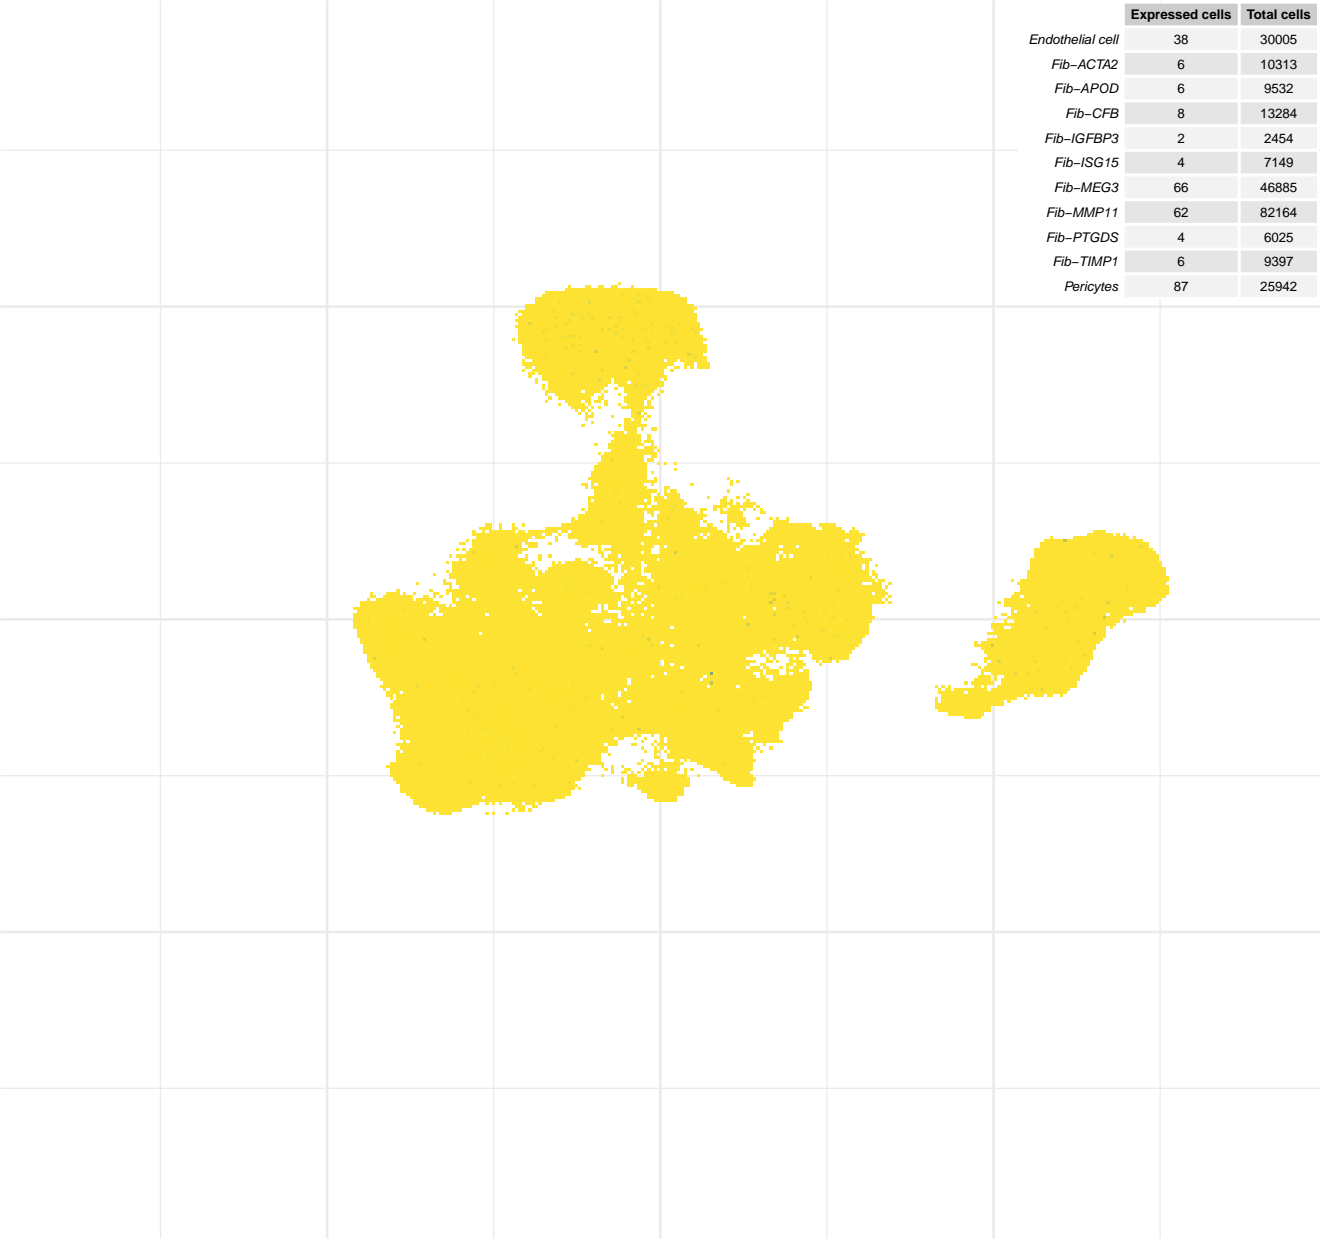 Expressed cells Total cells
Endothelial cell 38 30005
Fib−ACTA2 6 10313
Fib−APOD 6 9532
Fib−CFB 8 13284
Fib−IGFBP3 2 2454
Fib−ISG15 4 7149
Fib−MEG3 66 46885
Fib−MMP11 62 82164
Fib−PTGDS 4 6025
Fib−TIMP1 6 9397
Pericytes 87 25942